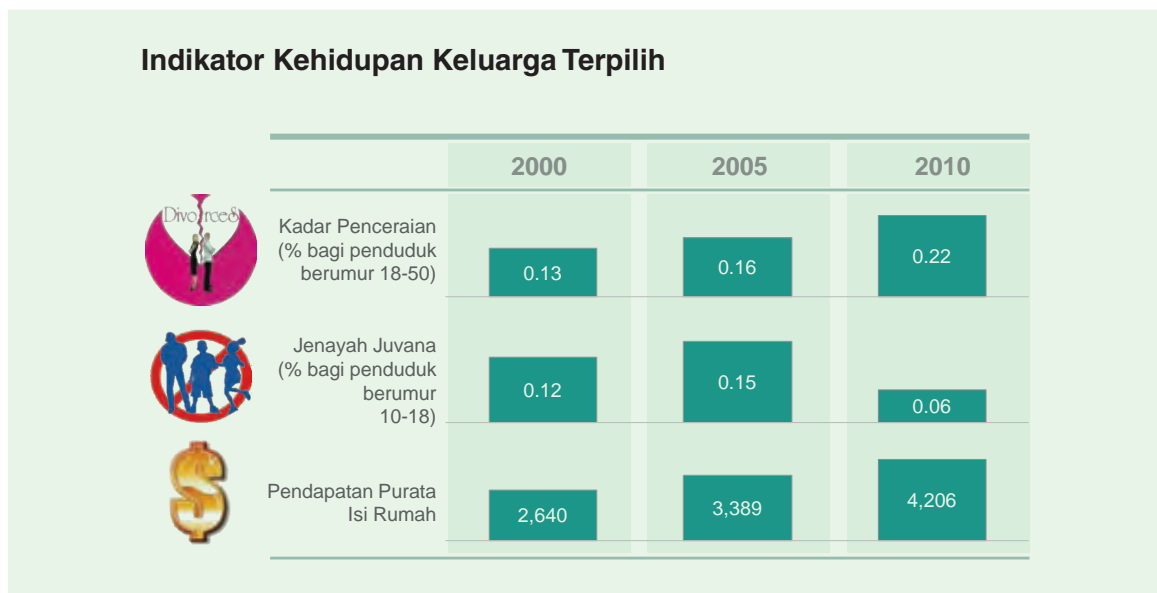 Indikator Kehidupan Keluarga Terpilih
2000 2005 2010
Divorces
Kadar Penceraian
(% bagi penduduk
berumur 18-50)
0.13 0.16 0.22
Jenayah Juvana
(% bagi penduduk
berumur
10-18)
0.12 0.15 0.06
Pendapatan Purata
Isi Rumah
2,640 3,389 4,206